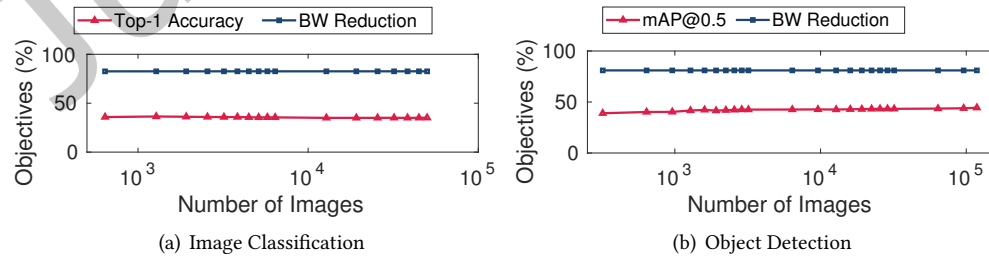 Top-1 Accuracy BW Reduction
mAP@0.5 BW Reduction
Objectives (%)
100
50
0
10^3 10^4 10^5
Number of Images
(a) Image Classification
Objectives (%)
100
50
0
10^3 10^4 10^5
Number of Images
(b) Object Detection